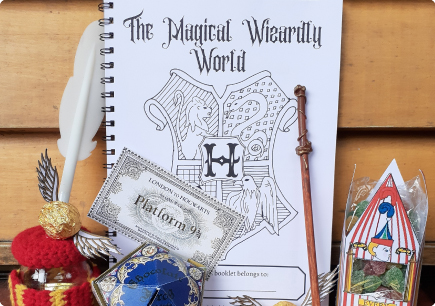 The Magical Wizardly
World
H
LONDON to HOGWARTS
Platform 9¾
booklet belongs to: